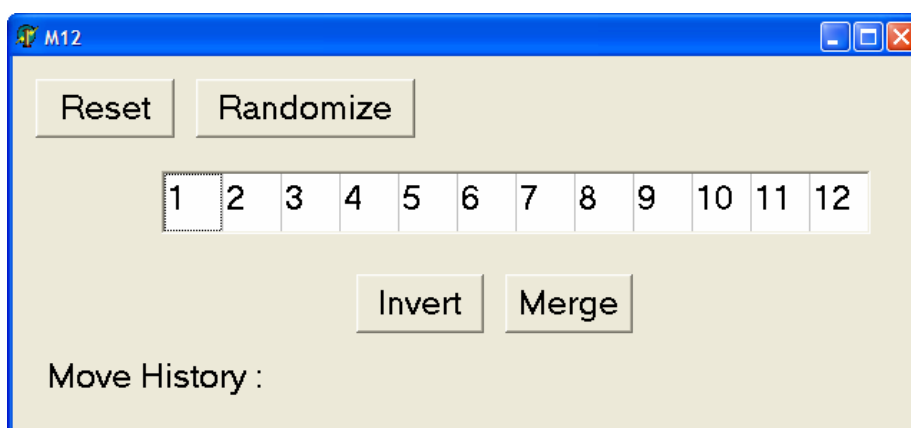 M12
Reset Randomize
1 2 3 4 5 6 7 8 9 10 11 12
Invert Merge
Move History :